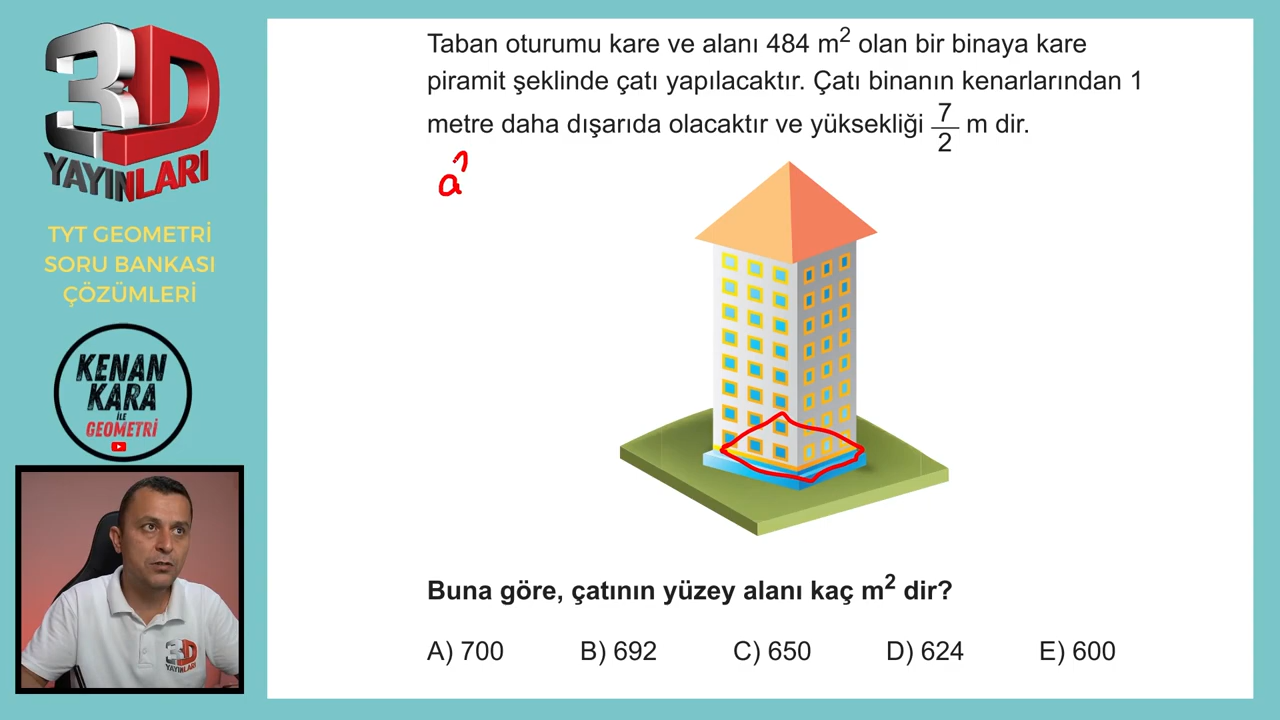 3D
YAYINLARI
TYT GEOMETRİ
SORU BANKASI
ÇÖZÜMLERİ
KENAN
KARA
İLE
GEOMETRİ
3D
YAYINLARI
Taban oturumu kare ve alanı 484 m² olan bir binaya kare
piramit şeklinde çatı yapılacaktır. Çatı binanın kenarlarından 1
metre daha dışarıda olacaktır ve yüksekliği 7/2 m dir.
a²
Buna göre, çatının yüzey alanı kaç m² dir?
A) 700 B) 692 C) 650 D) 624 E) 600